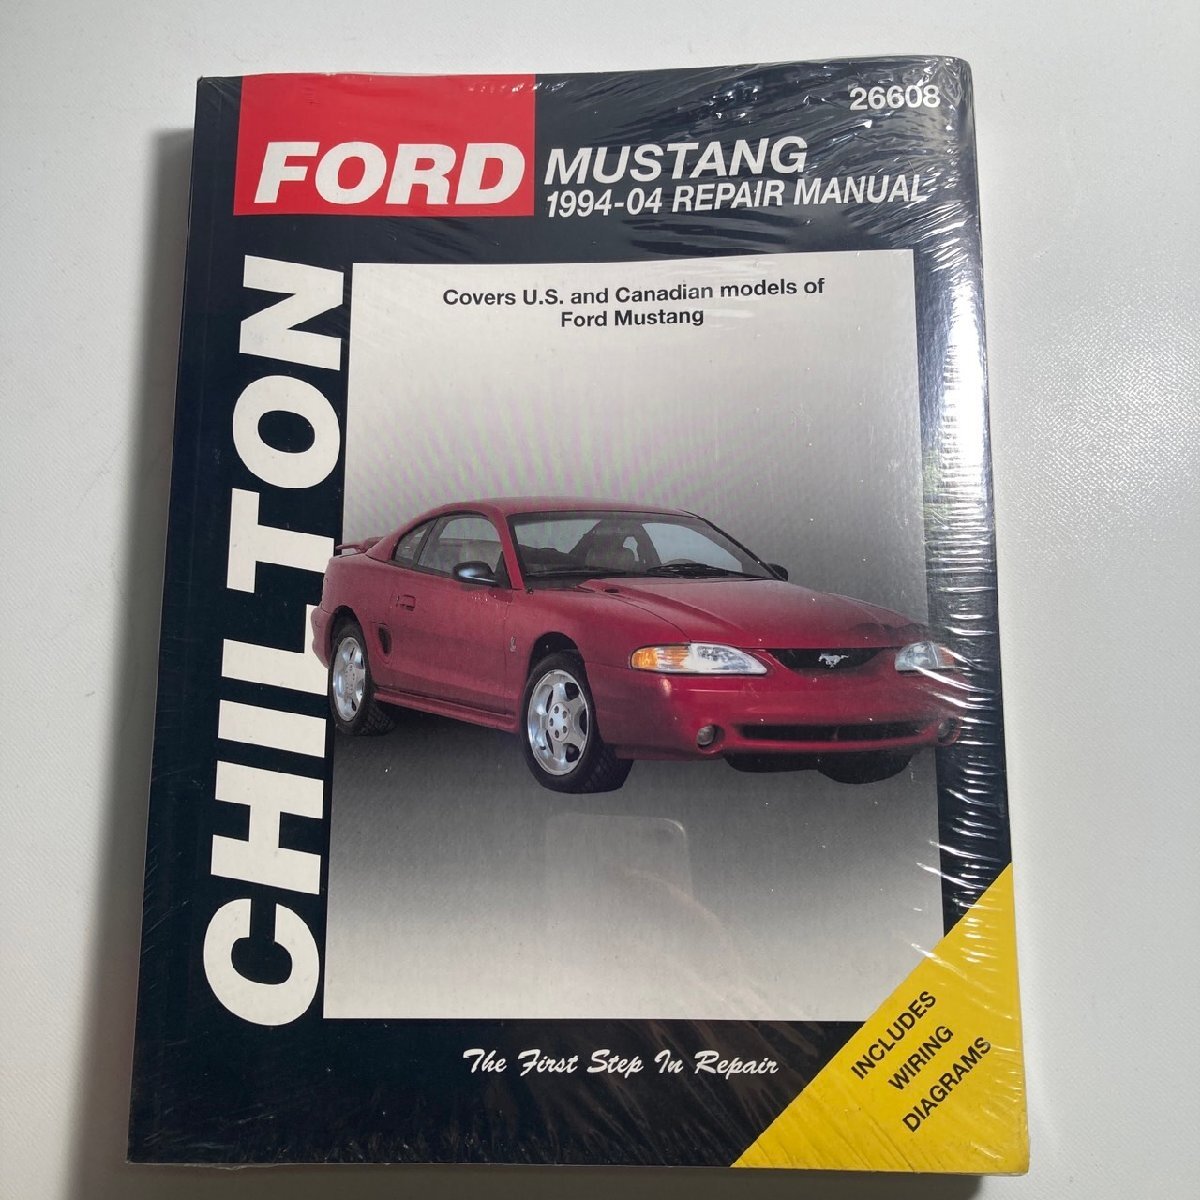 26608
FORD
MUSTANG
1994-04 REPAIR MANUAL
CHILTON
Covers U.S. and Canadian models of
Ford Mustang
The First Step In Repair
INCLUDES
WIRING
DIAGRAMS